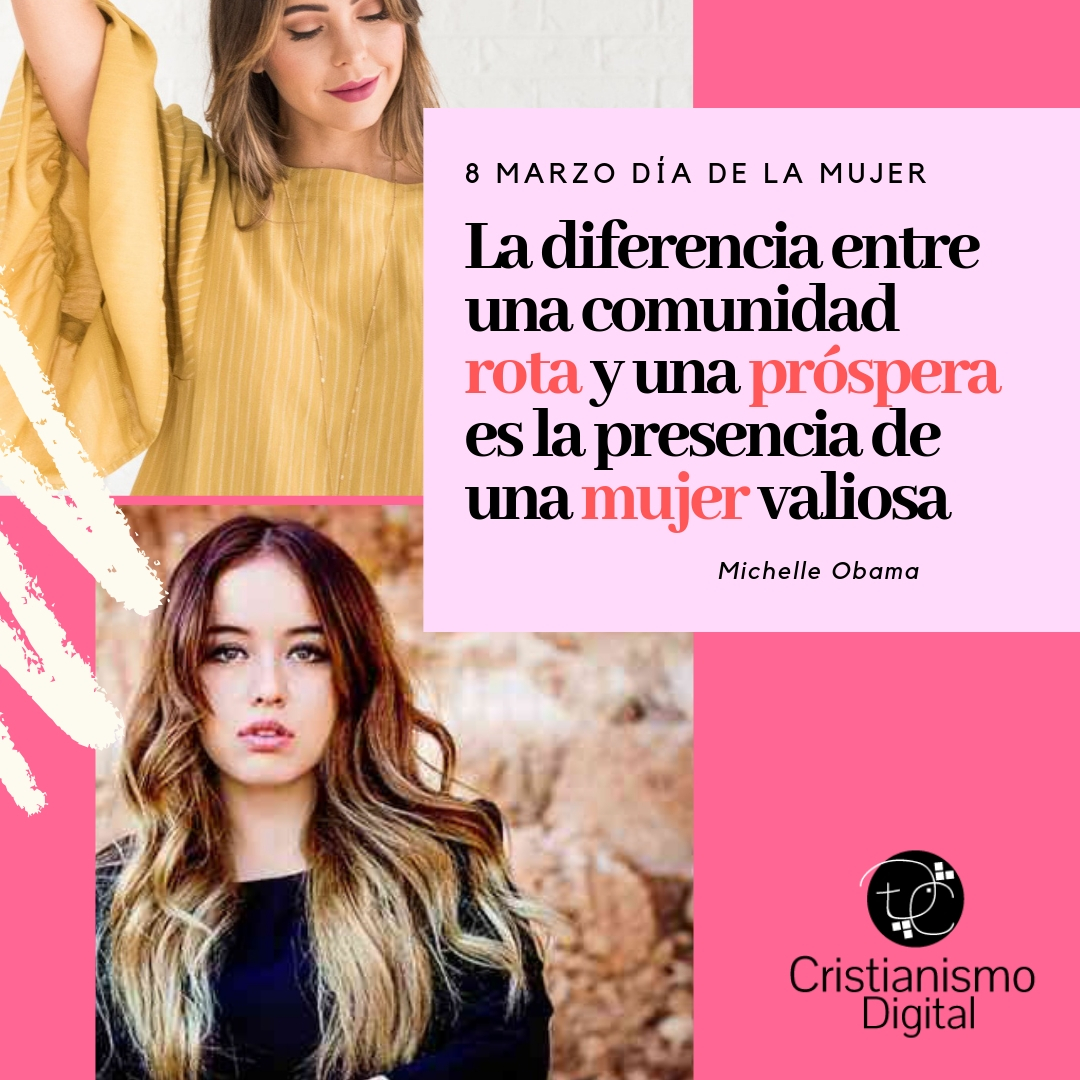 8 MARZO DÍA DE LA MUJER
La diferencia entre
una comunidad
rota y una próspera
es la presencia de
una mujer valiosa
Michelle Obama
Cristianismo
Digital